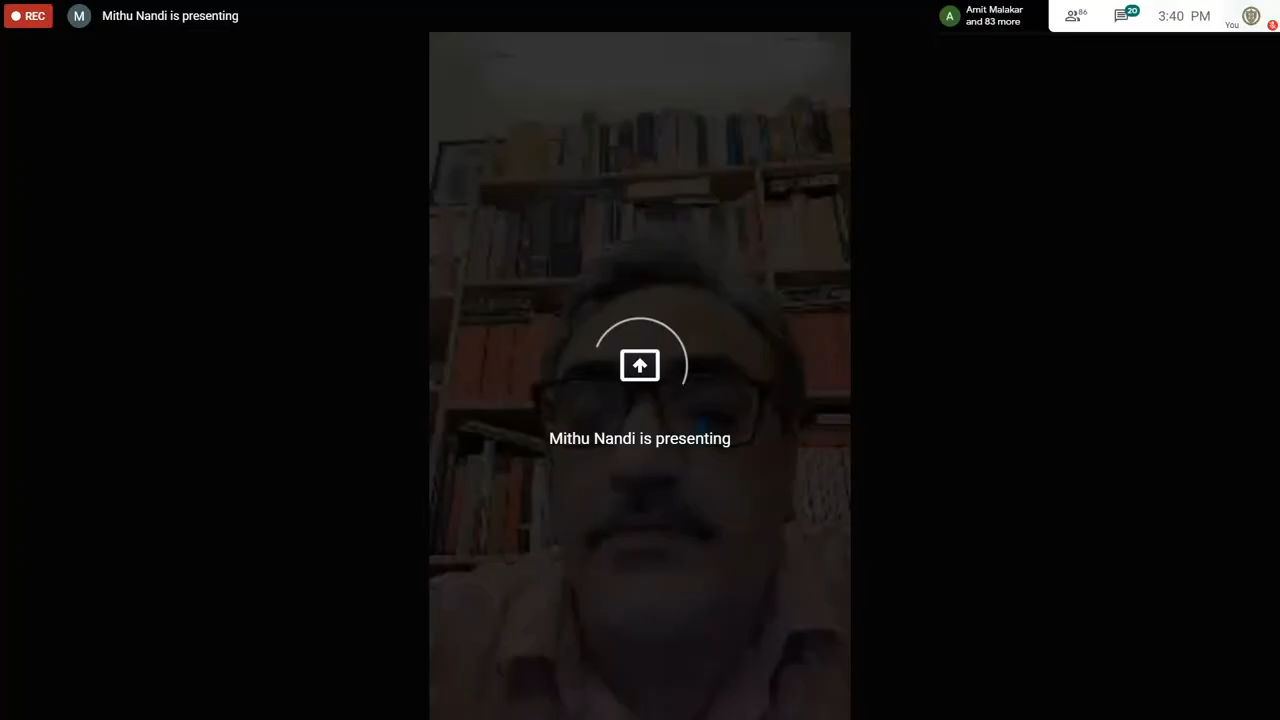 REC
M
Mithu Nandi is presenting
A
Amit Malakar
and 83 more
86
20
3:40 PM
You
Mithu Nandi is presenting